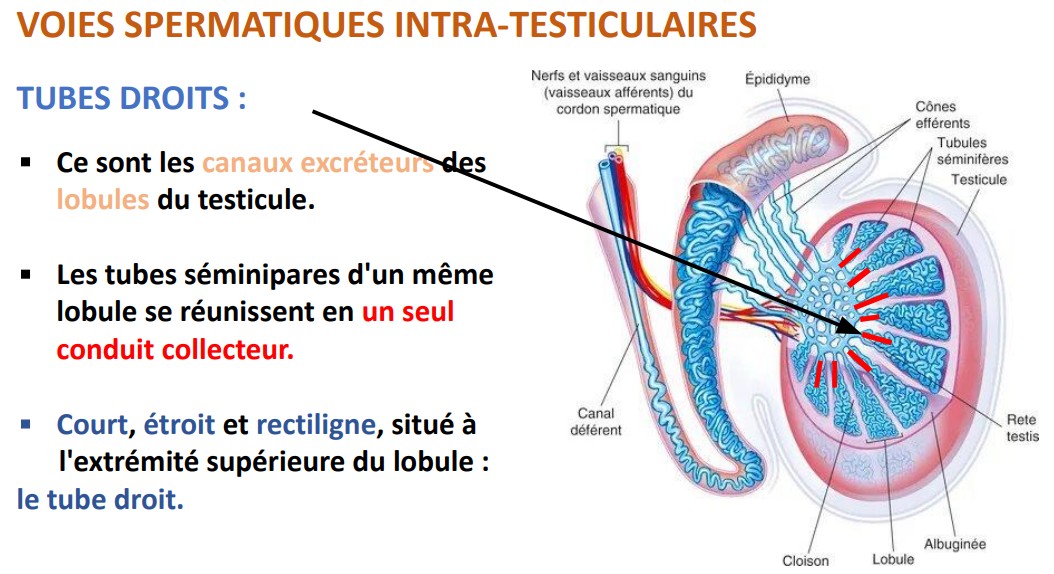 VOIES SPERMATIQUES INTRA-TESTICULAIRES
TUBES DROITS :
▪ Ce sont les canaux excréteurs des
lobules du testicule.
▪ Les tubes séminipares d'un même
lobule se réunissent en un seul
conduit collecteur.
▪ Court, étroit et rectiligne, situé à
l'extrémité supérieure du lobule :
le tube droit.
Nerfs et vaisseaux sanguins
(vaisseaux afférents) du
cordon spermatique
Épididyme
Cônes
efférents
Tubules
séminifères
Testicule
Canal
déférent
Rete
testis
Albuginée
Lobule
Cloison